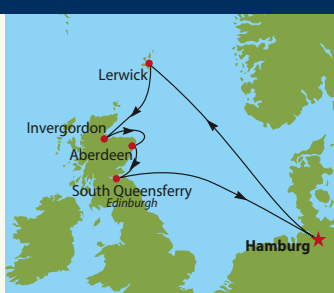 Lerwick
Invergordon
Aberdeen
South Queensferry
Edinburgh
Hamburg